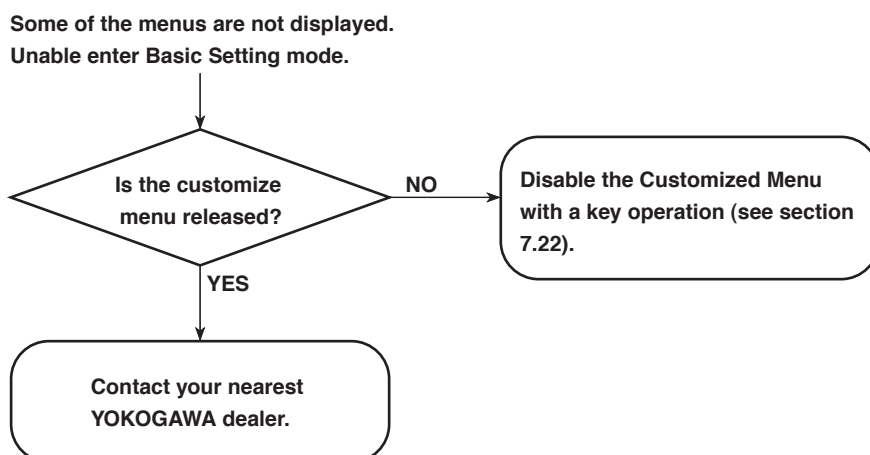 Some of the menus are not displayed.
Unable enter Basic Setting mode.
Is the customize
menu released?
NO
Disable the Customized Menu
with a key operation (see section
7.22).
YES
Contact your nearest
YOKOGAWA dealer.